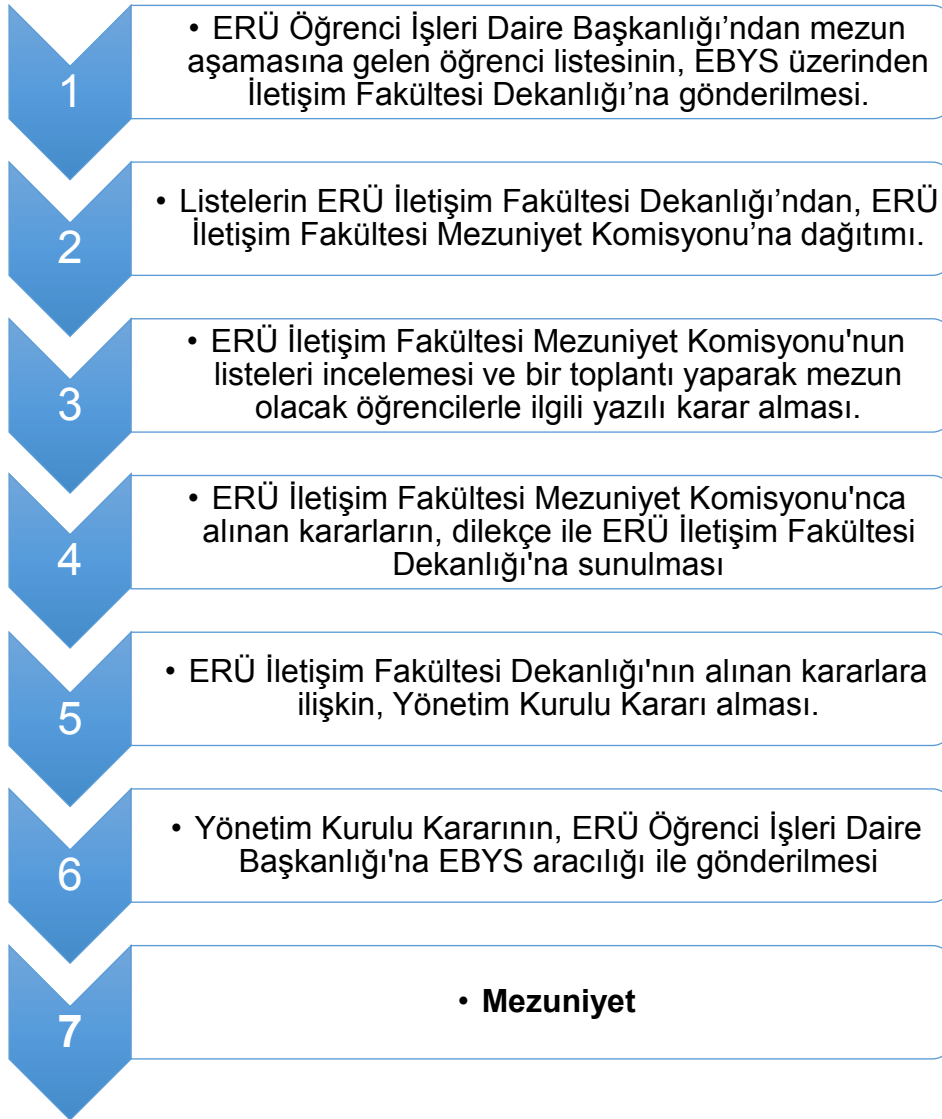 1
• ERÜ Öğrenci İşleri Daire Başkanlığı’ndan mezun
aşamasına gelen öğrenci listesinin, EBYS üzerinden
İletişim Fakültesi Dekanlığı’na gönderilmesi.
2
• Listelerin ERÜ İletişim Fakültesi Dekanlığı’ndan, ERÜ
İletişim Fakültesi Mezuniyet Komisyonu’na dağıtımı.
3
• ERÜ İletişim Fakültesi Mezuniyet Komisyonu'nun
listeleri incelemesi ve bir toplantı yaparak mezun
olacak öğrencilerle ilgili yazılı karar alması.
4
• ERÜ İletişim Fakültesi Mezuniyet Komisyonu'nca
alınan kararların, dilekçe ile ERÜ İletişim Fakültesi
Dekanlığı'na sunulması
5
• ERÜ İletişim Fakültesi Dekanlığı'nın alınan kararlara
ilişkin, Yönetim Kurulu Kararı alması.
6
• Yönetim Kurulu Kararının, ERÜ Öğrenci İşleri Daire
Başkanlığı'na EBYS aracılığı ile gönderilmesi
7
• Mezuniyet